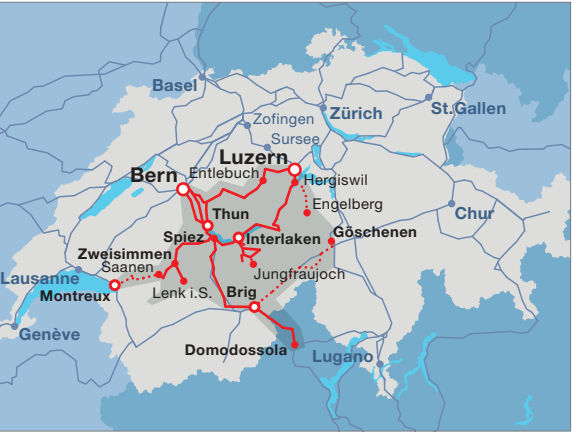 Basel
Zürich
St.Gallen
Zofingen
Sursee
Luzern
Bern
Entlebuch
Hergiswil
Engelberg
Chur
Thun
Spiez
Interlaken
Göschenen
Zweisimmen
Saanen
Jungfraujoch
Lausanne
Lenk i.S.
Brig
Montreux
Genève
Domodossola
Lugano